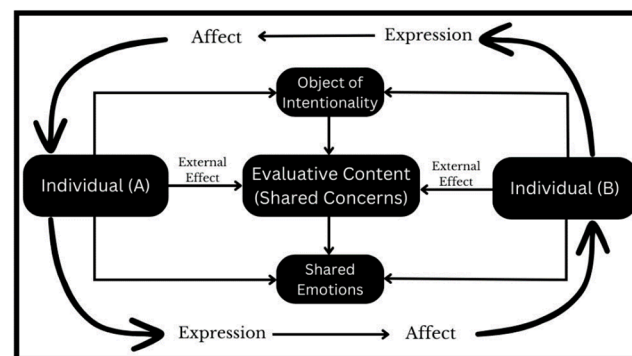 Affect
Expression
Object of
Intentionality
Individual (A)
External
Effect
Evaluative Content
(Shared Concerns)
External
Effect
Individual (B)
Shared
Emotions
Expression
Affect